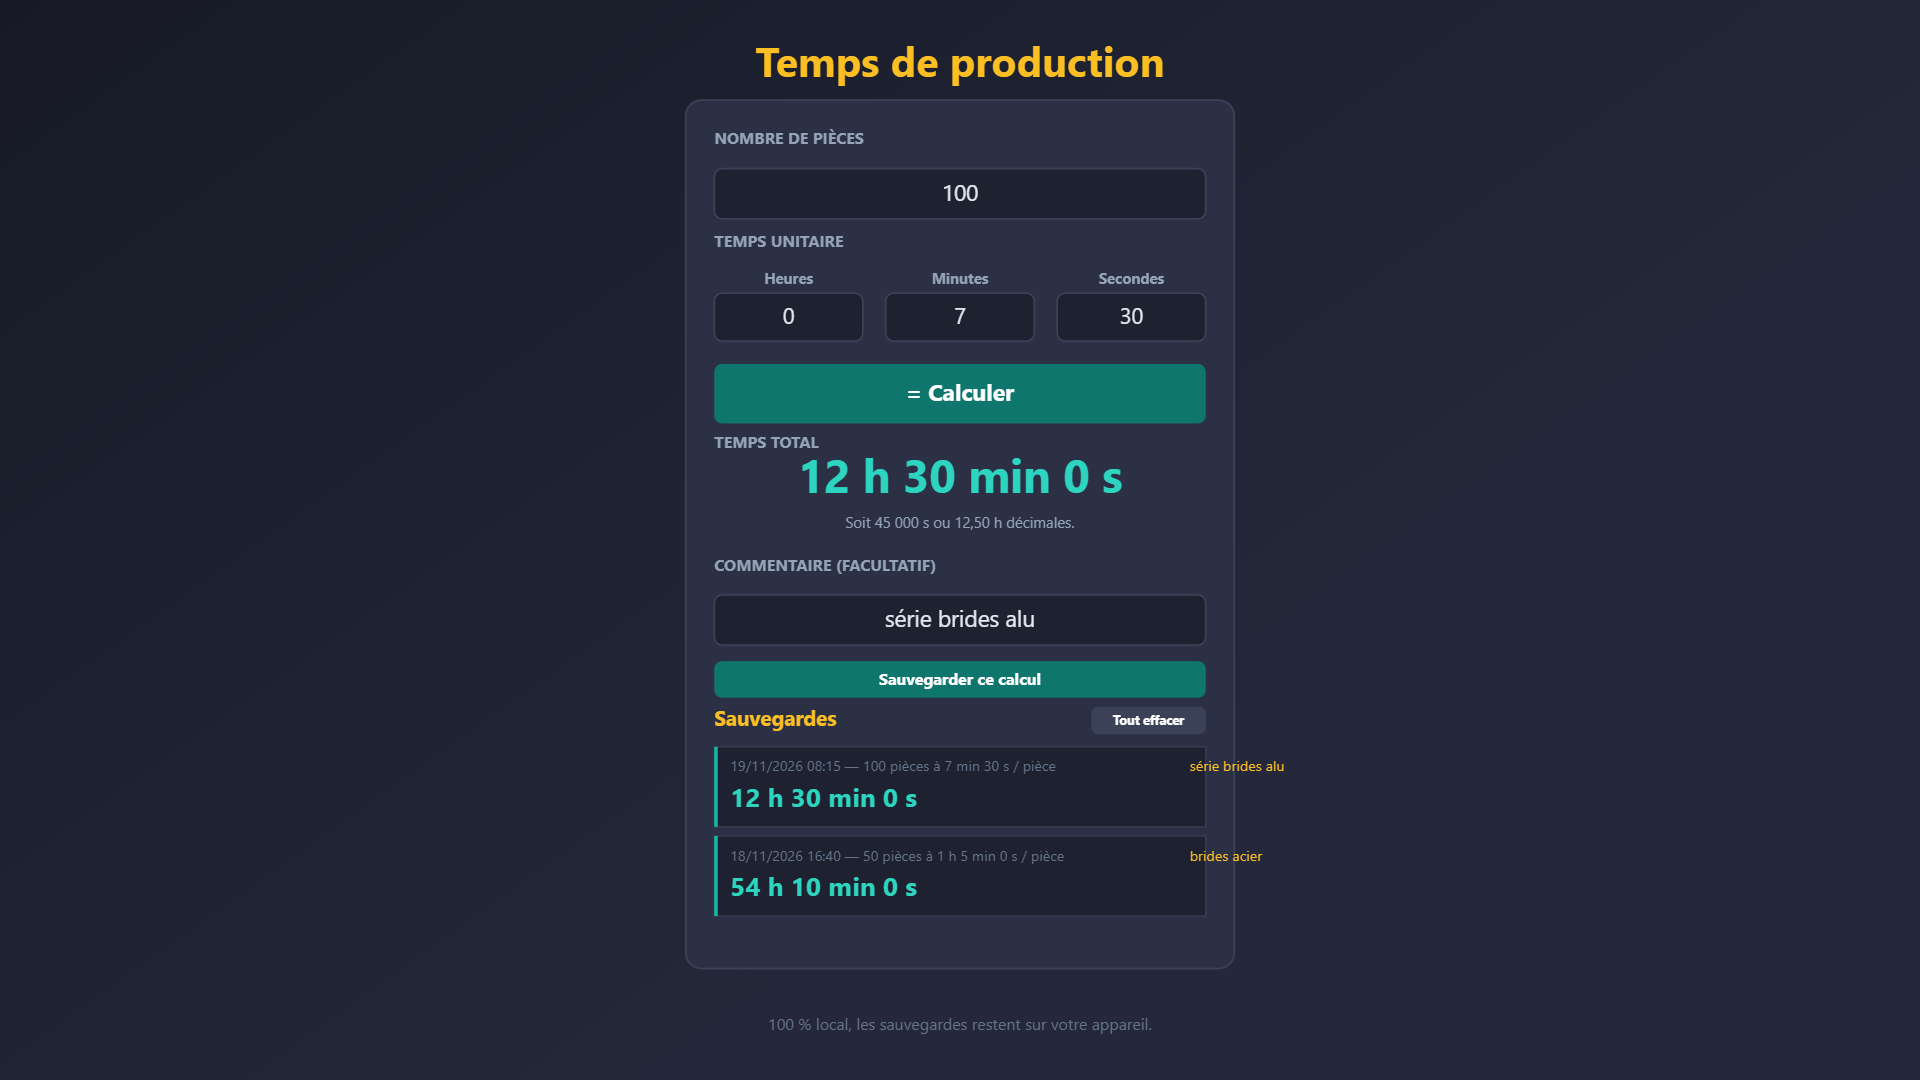 Temps de production
NOMBRE DE PIÈCES
100
TEMPS UNITAIRE
Heures Minutes Secondes
0 7 30
= Calculer
TEMPS TOTAL
12 h 30 min 0 s
Soit 45 000 s ou 12,50 h décimales.
COMMENTAIRE (FACULTATIF)
série brides alu
Sauvegarder ce calcul
Sauvegardes Tout effacer
19/11/2026 08:15 — 100 pièces à 7 min 30 s / pièce série brides alu
12 h 30 min 0 s
18/11/2026 16:40 — 50 pièces à 1 h 5 min 0 s / pièce brides acier
54 h 10 min 0 s
100 % local, les sauvegardes restent sur votre appareil.